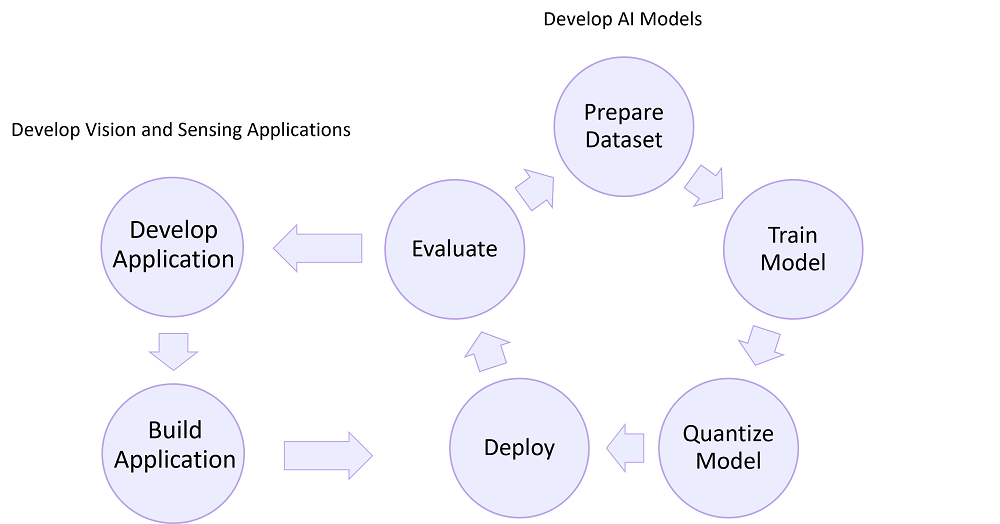 Develop AI Models
Prepare
Dataset
Develop Vision and Sensing Applications
Develop
Application
Evaluate
Train
Model
Build
Application
Deploy
Quantize
Model